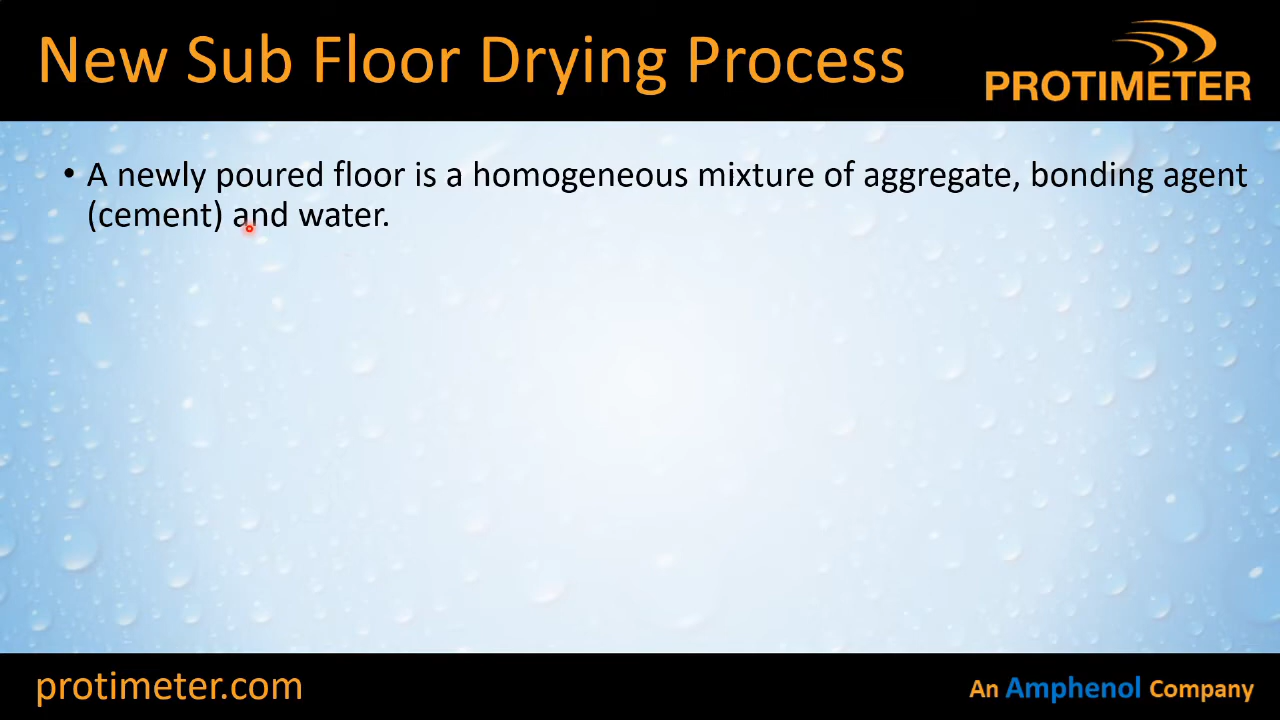 New Sub Floor Drying Process
PROTIMETER
• A newly poured floor is a homogeneous mixture of aggregate, bonding agent
(cement) and water.
protimeter.com
An Amphenol Company